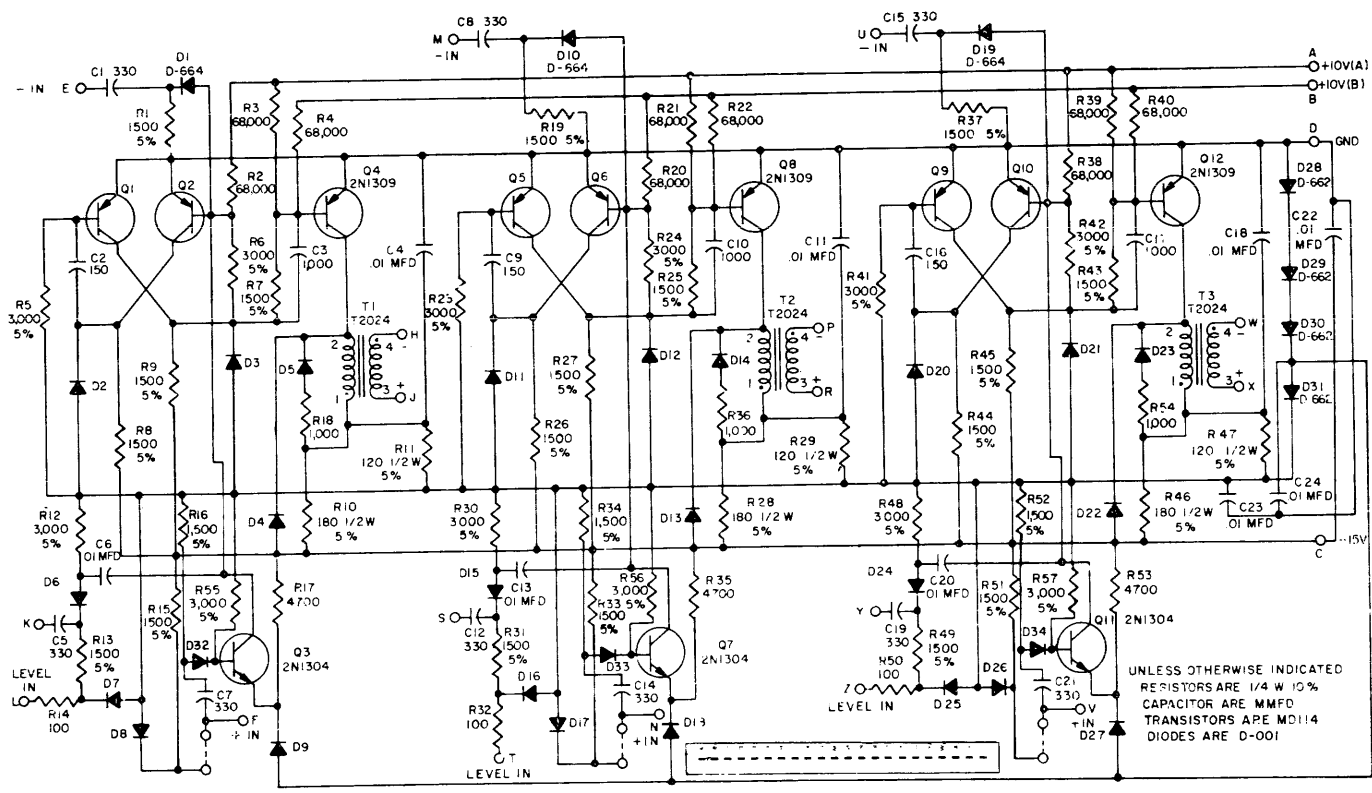 C15 330
U
-IN
D19
D-664
C8 330
M
-IN
D10
D-664
D1
D-664
C1 330
-IN E
A
+10V(A)
+10V(B)
B
R1
1500
5%
R3
68,000
R4
68,000
R19
1500 5%
R21
68,000
R22
68,000
R37
1500 5%
R39
68,000
R40
68,000
D
GND
Q1
Q2
R2
68,000
Q4
2N1309
Q5
Q6
R20
68,000
Q8
2N1309
Q9
Q10
R38
68,000
Q12
2N1309
D28
D-662
C2
150
R6
3000
5%
R7
1500
5%
C3
1,000
C4
.01 MFD
C9
150
R24
3000
5%
R25
1500
5%
C10
1000
C11
.01 MFD
C16
150
R42
3000
5%
R43
1500
5%
1000
C18
.01 MFD
C22
.01
MFD
D29
D-662
R5
3,000
5%
T1
T2024
3000
5%
T2
T2024
R41
3000
5%
T3
T2024
D30
D-662
R9
1500
5%
D2
D3
D5
2
1
4
-
3
+
H
J
D11
R27
1500
5%
D12
D14
2
1
4
-
3
+
P
R
D20
R45
1500
5%
D21
D23
2
1
4
-
3
+
W
X
D31
D-662
R8
1500
5%
R18
1,000
R11
120 1/2W
5%
R26
1500
5%
R36
1,000
R29
120 1/2W
5%
R44
1500
5%
R54
1,000
R47
120 1/2W
5%
R12
3,000
5%
R16
1,500
5%
D4
R10
180 1/2W
5%
R30
3000
5%
R34
1,500
5%
D13
R28
180 1/2W
5%
R48
3000
5%
R52
1,500
5%
D22
R46
180 1/2W
5%
C23
.01 MFD
C24
.01 MFD
-15V
C
C6
.01 MFD
D6
K
C5
330
R13
1500
5%
R15
1500
5%
R55
3,000
5%
R17
4700
D32
Q3
2N1304
C7
330
F
+IN
LEVEL
IN
L
R14
100
D7
D8
D9
D15
C13
.01 MFD
S
C12
330
R31
1500
5%
R33
1500
5%
R56
3,000
5%
R35
4700
D33
Q7
2N1304
C14
330
N
+IN
D16
D17
D18
R32
100
T
LEVEL IN
D24
C20
.01 MFD
Y
C19
330
R49
1500
5%
R51
1500
5%
R57
3,000
5%
R53
4700
D34
Q11
2N1304
R50
100
Z
LEVEL IN
D25
D26
C21
330
V
+IN
D27
UNLESS OTHERWISE INDICATED
RESISTORS ARE 1/4 W 10%
CAPACITOR ARE MMFD
TRANSISTORS ARE MD114
DIODES ARE D-001